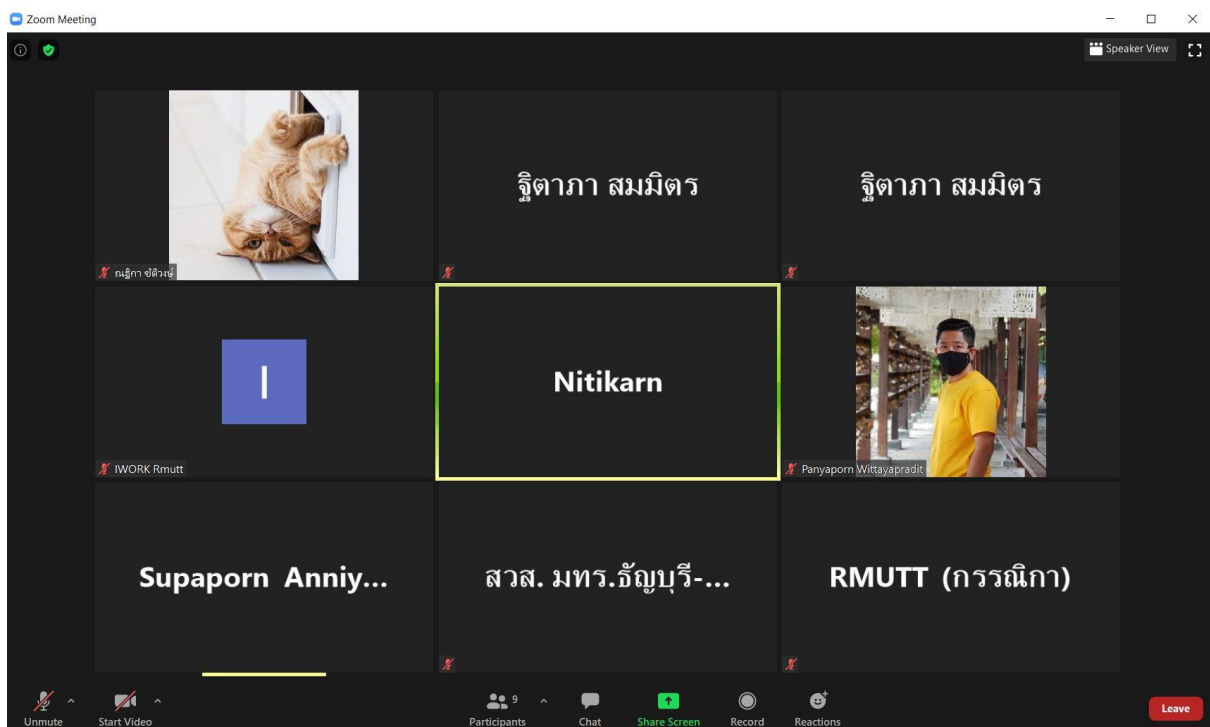 Zoom Meeting
Speaker View
ณฐิกา ขัติวงษ์
ฐิตาภา สมมิตร
ฐิตาภา สมมิตร
I
IWORK Rmutt
Nitikarn
Panyaporn Wittayapradit
Supaporn Anniy...
สวส. มทร.ธัญบุรี-...
RMUTT (กรรณิกา)
Unmute
Start Video
9
Participants
Chat
Share Screen
Record
Reactions
Leave